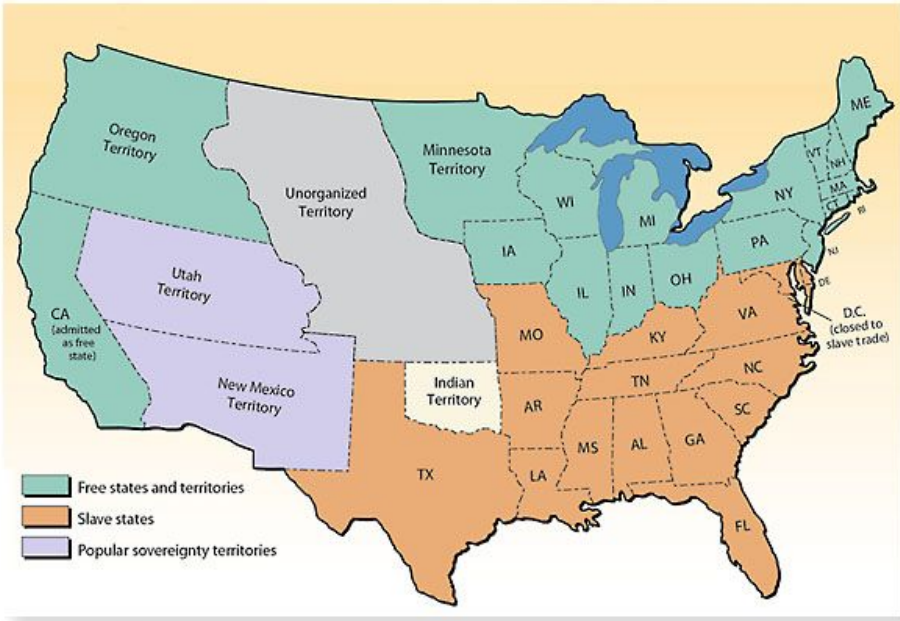 Oregon
Territory
Unorganized
Territory
Minnesota
Territory
ME
VT
NH
MA
CT
RI
NY
WI
MI
PA
NJ
IA
IL
IN
OH
DE
Utah
Territory
CA
(admitted
as free
state)
New Mexico
Territory
Indian
Territory
MO
KY
VA
D.C.
(closed to
slave trade)
NC
TN
SC
AR
MS
AL
GA
LA
TX
FL
Free states and territories
Slave states
Popular sovereignty territories